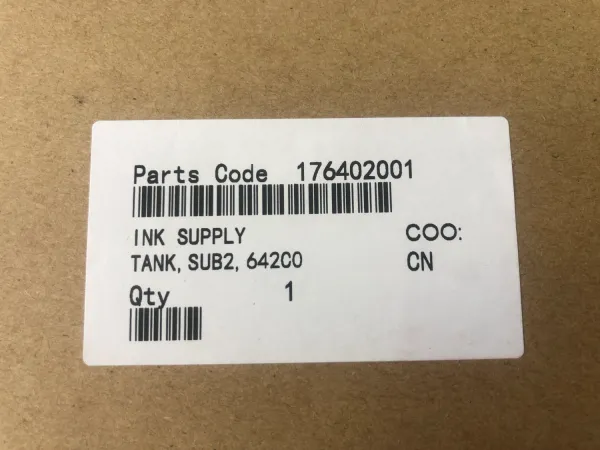 Parts Code 176402001
INK SUPPLY COO:
TANK, SUB2, 642C0 CN
Qty 1